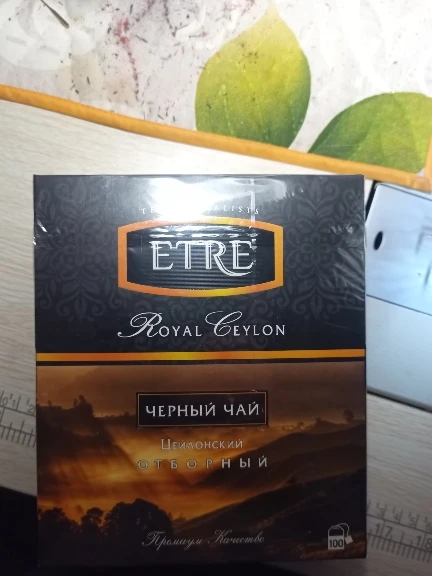 ETRE
ROYAL CEYLON
ЧЕРНЫЙ ЧАЙ
ЦЕЙЛОНСКИЙ
ОТБОРНЫЙ
Премиум Качество
100